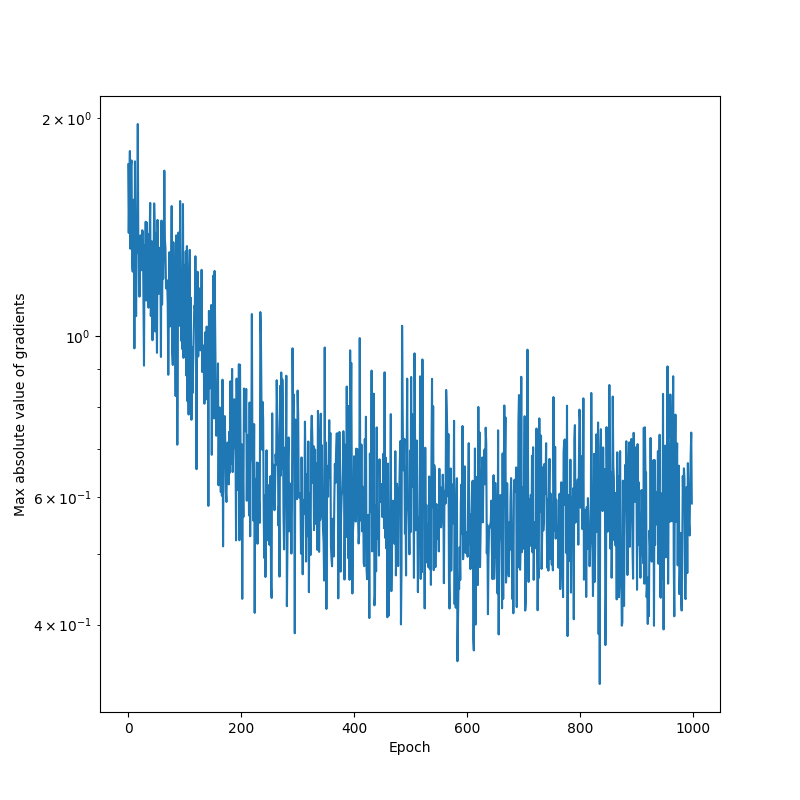 Max absolute value of gradients
2 × 10⁰
10⁰
6 × 10⁻¹
4 × 10⁻¹
0 200 400 600 800 1000
Epoch